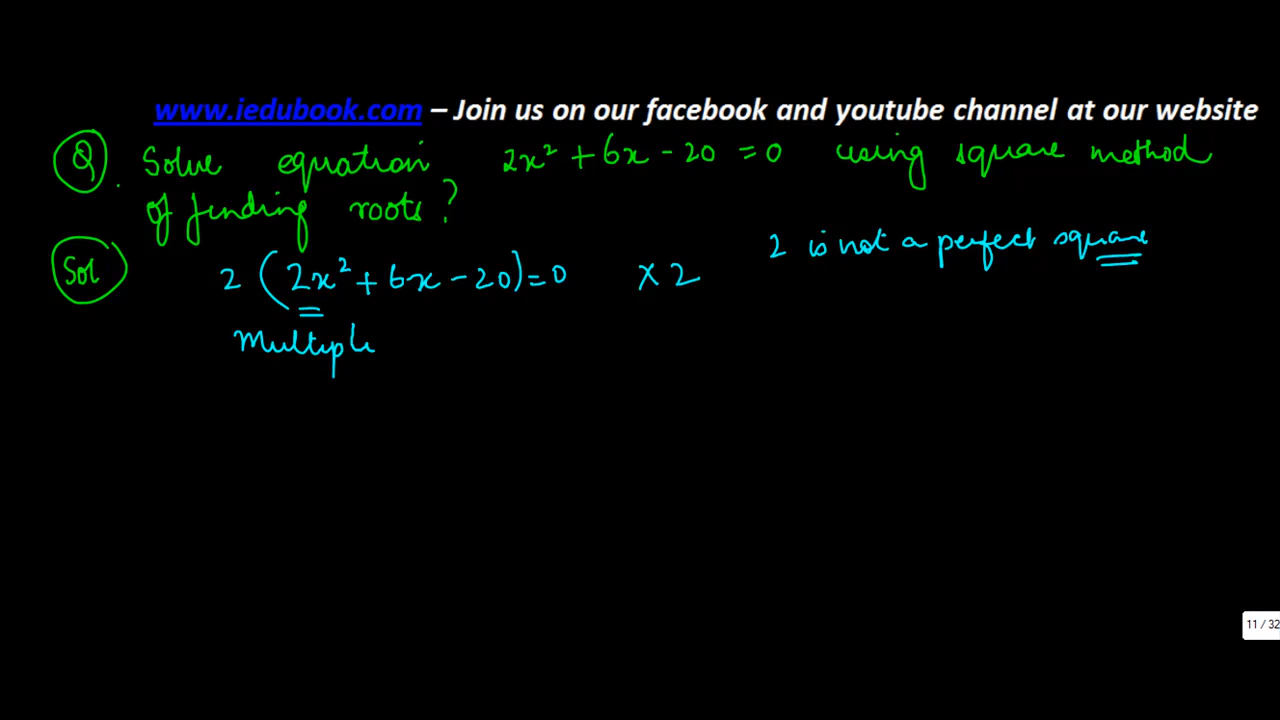 www.iedubook.com – Join us on our facebook and youtube channel at our website
Q. Solve equation 2x² + 6x - 20 = 0 using square method
of finding roots?
2 is not a perfect square
Sol 2(2x² + 6x - 20) = 0 × 2
Multiple
11 / 32